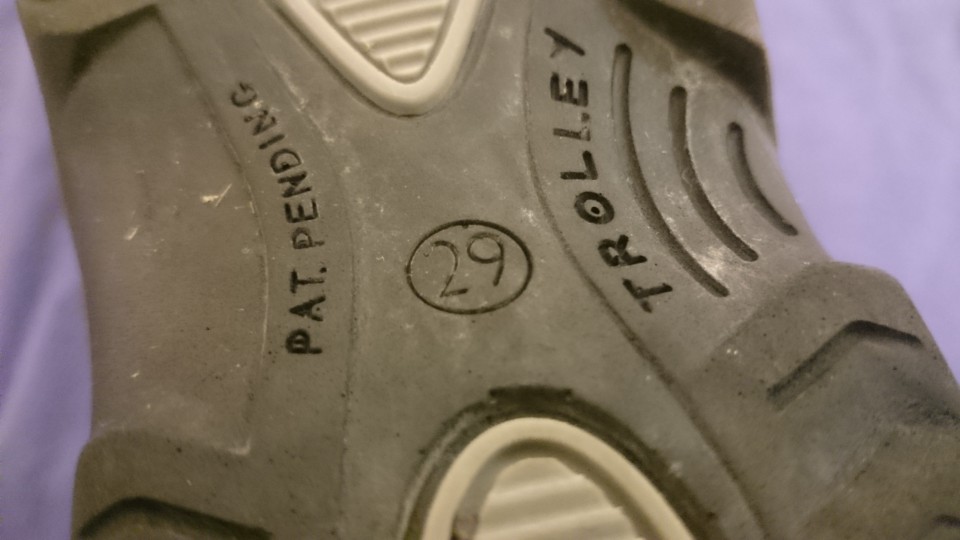 PAT. PENDING
29
TROLLEY